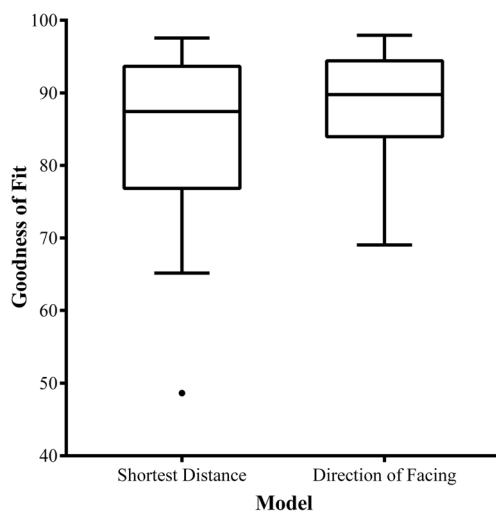 100
90
80
70
60
50
40
Goodness of Fit
Shortest Distance
Direction of Facing
Model